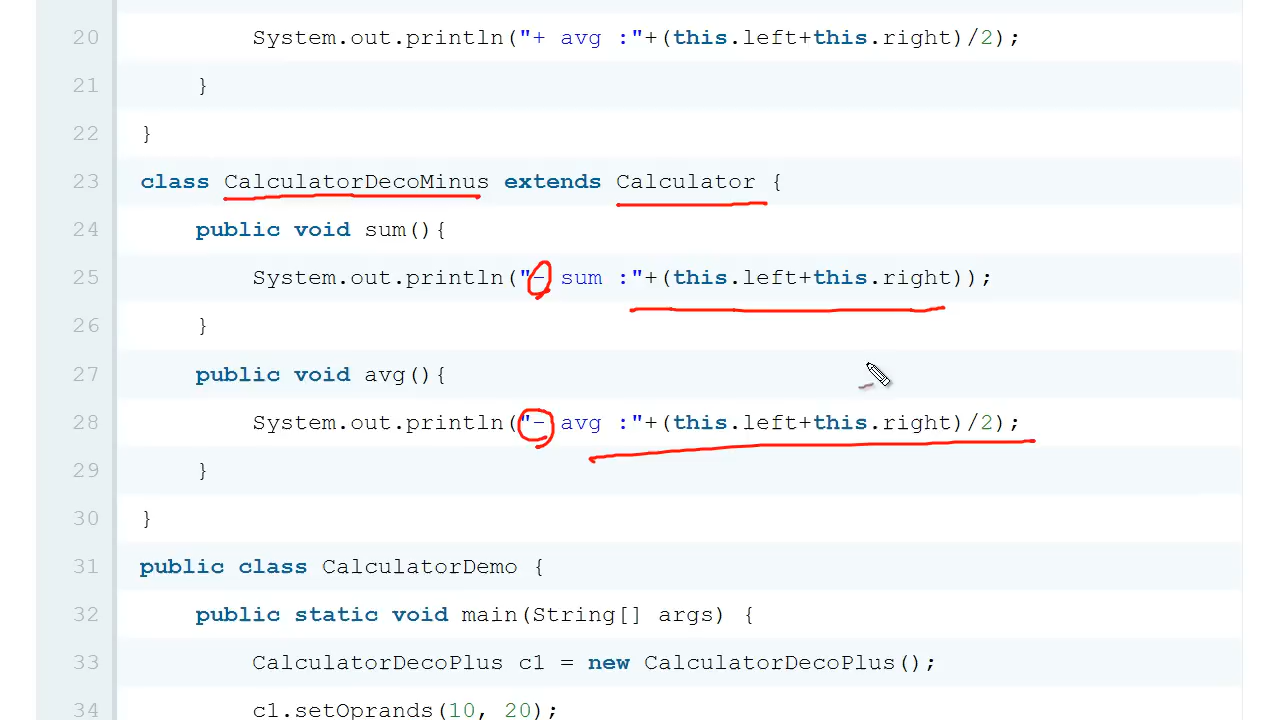 20 System.out.println("+ avg :"+(this.left+this.right)/2);
21 }
22 }
23 class CalculatorDecoMinus extends Calculator {
24 public void sum(){
25 System.out.println("- sum :"+(this.left+this.right));
26 }
27 public void avg(){
28 System.out.println("- avg :"+(this.left+this.right)/2);
29 }
30 }
31 public class CalculatorDemo {
32 public static void main(String[] args) {
33 CalculatorDecoPlus c1 = new CalculatorDecoPlus();
34 c1.setOprands(10, 20);